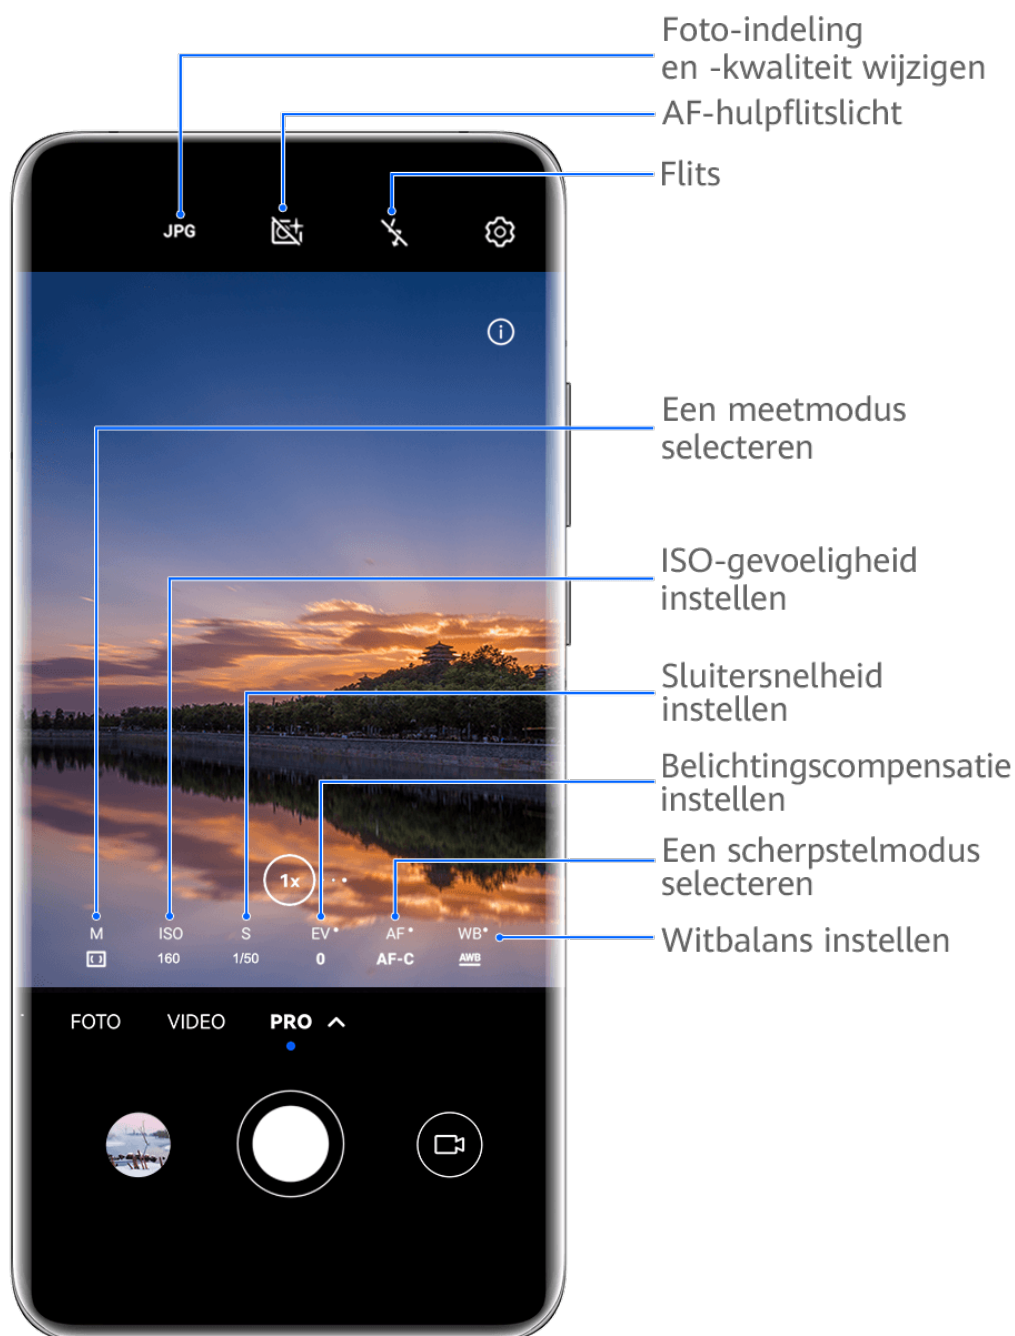 Foto-indeling
en -kwaliteit wijzigen
AF-hulpflitslicht
Flits
JPG
Een meetmodus
selecteren
ISO-gevoeligheid
instellen
Sluitersnelheid
instellen
Belichtingscompensatie
instellen
Een scherpstelmodus
selecteren
1x
M ISO S EV AF WB
Witbalans instellen
160 1/50 0 AF-C AWB
FOTO VIDEO PRO